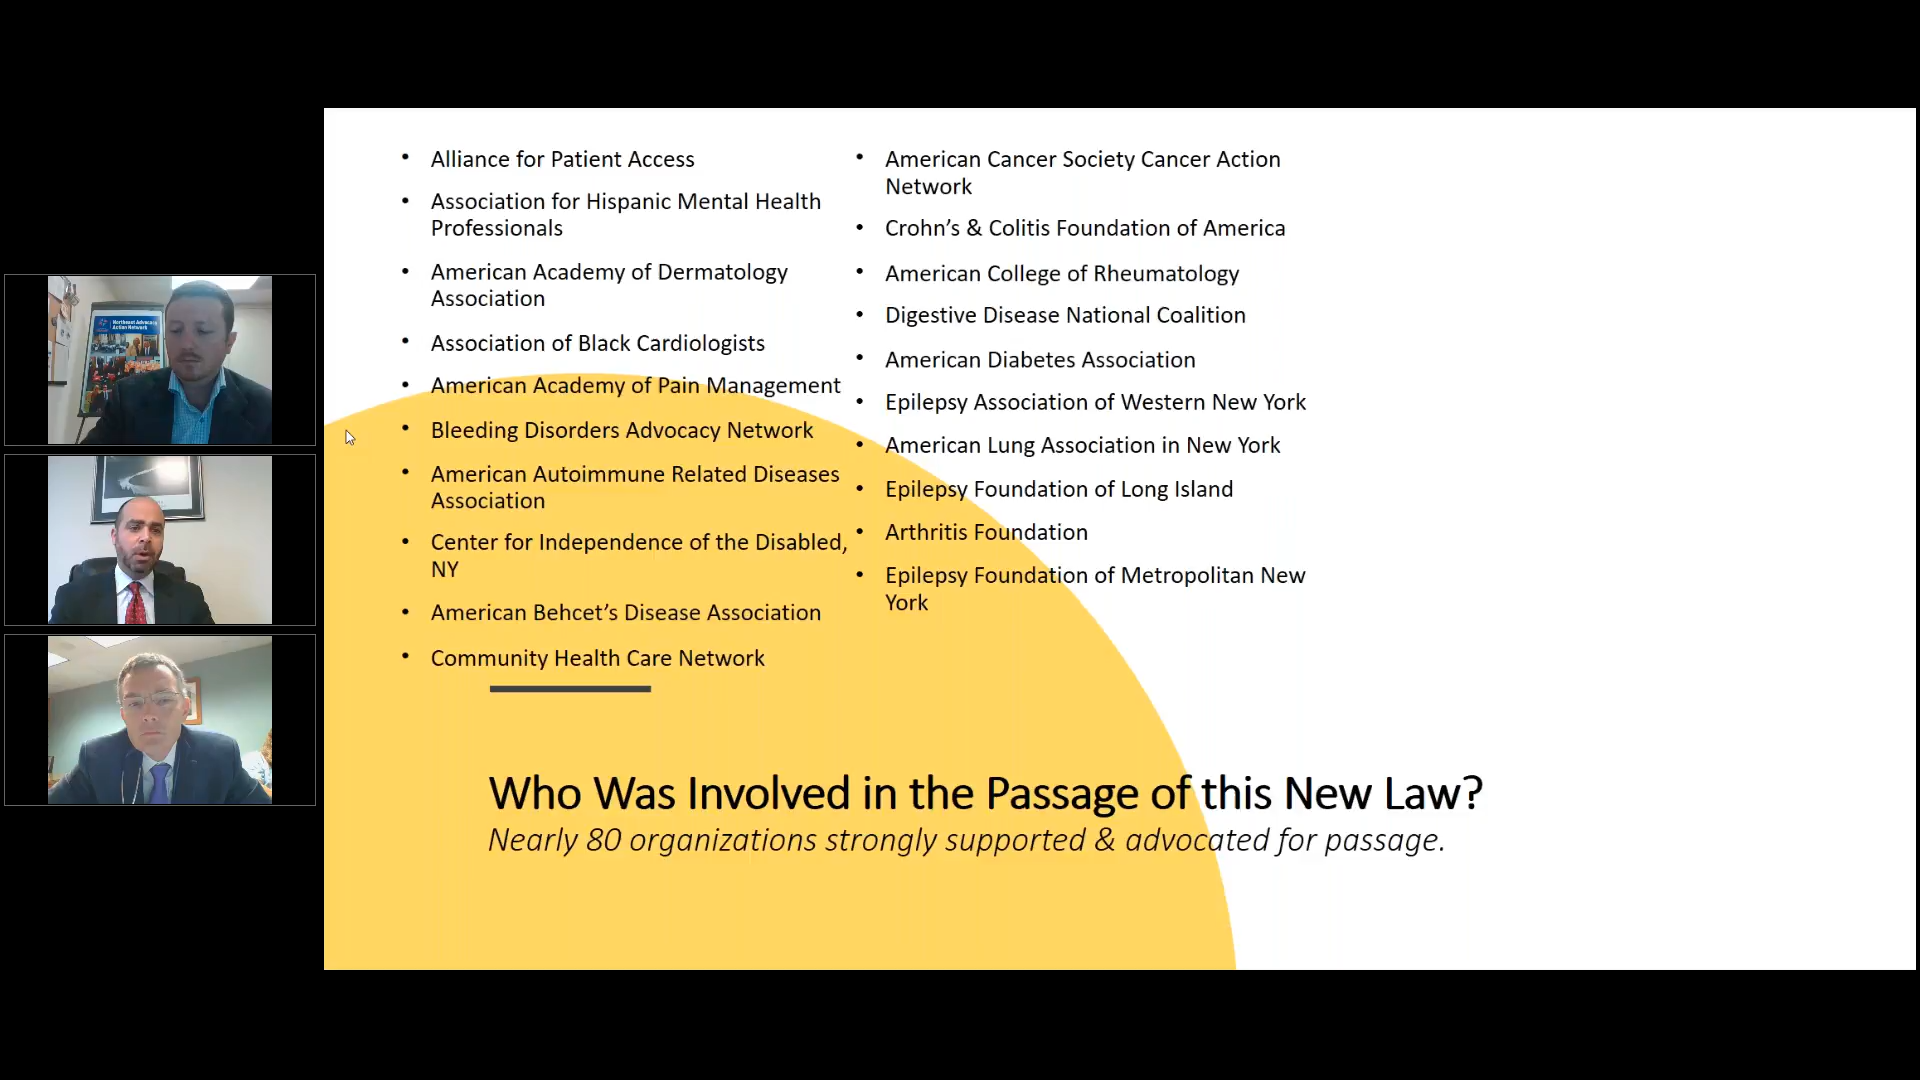 Northeast Advocacy
Action Network
• Alliance for Patient Access
• Association for Hispanic Mental Health
Professionals
• American Academy of Dermatology
Association
• Association of Black Cardiologists
• American Academy of Pain Management
• Bleeding Disorders Advocacy Network
• American Autoimmune Related Diseases
Association
• Center for Independence of the Disabled,
NY
• American Behcet’s Disease Association
• Community Health Care Network
• American Cancer Society Cancer Action
Network
• Crohn’s & Colitis Foundation of America
• American College of Rheumatology
• Digestive Disease National Coalition
• American Diabetes Association
• Epilepsy Association of Western New York
• American Lung Association in New York
• Epilepsy Foundation of Long Island
• Arthritis Foundation
• Epilepsy Foundation of Metropolitan New
York
Who Was Involved in the Passage of this New Law?
Nearly 80 organizations strongly supported & advocated for passage.